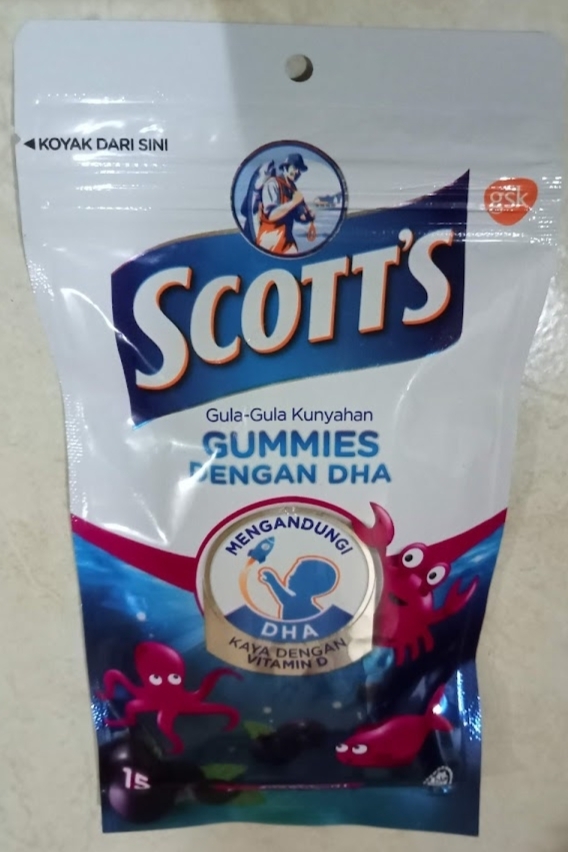 ◄ KOYAK DARI SINI
gsk
SCOTT'S
Gula-Gula Kunyahan
GUMMIES
DENGAN DHA
MENGANDUNGI
DHA
KAYA DENGAN
VITAMIN D
15